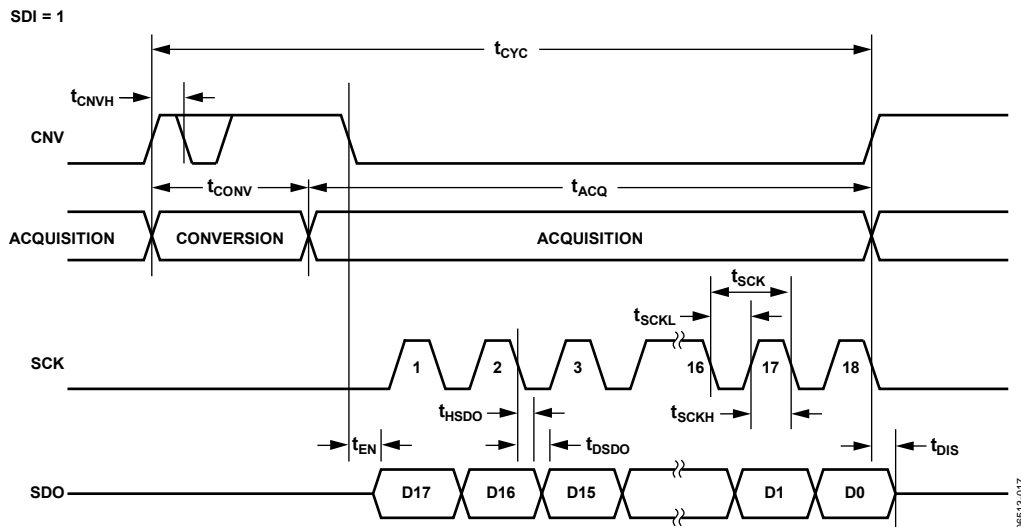 SDI = 1
tCYC
tCNVH
CNV
tCONV
tACQ
ACQUISITION
CONVERSION
ACQUISITION
tSCK
tSCKL
SCK
1
2
3
16
17
18
tHSDO
tSCKH
tEN
tDSDO
tDIS
SDO
D17
D16
D15
D1
D0
06513-017